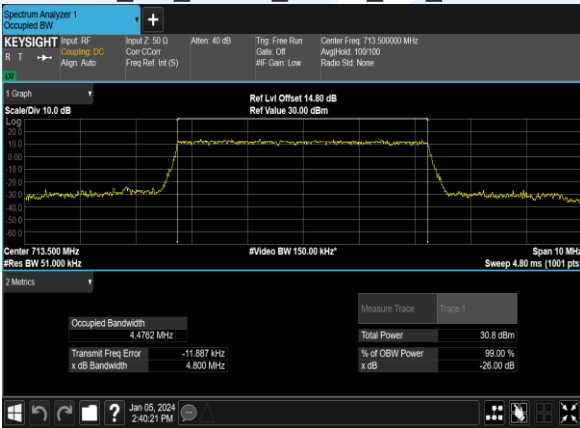 Spectrum Analyzer 1
Occupied BW
+
KEYSIGHT Input: RF Input Z: 50 Ω Atten: 40 dB Trig: Free Run Center Freq: 713.500000 MHz
R T Coupling: DC Corr CCorr Gate: Off Avg|Hold: 100/100
Align: Auto Freq Ref: Int (S) #IF Gain: Low Radio Std: None
1 Graph
Ref Lvl Offset 14.80 dB
Scale/Div 10.0 dB Ref Value 30.00 dBm
Log
20.0
10.0
0.00
-10.0
-20.0
-30.0
-40.0
-50.0
-60.0
Center 713.500 MHz #Video BW 150.00 kHz* Span 10 MHz
#Res BW 51.000 kHz Sweep 4.80 ms (1001 pts)
2 Metrics
Measure Trace Trace 1
Occupied Bandwidth
4.4762 MHz Total Power 30.8 dBm
Transmit Freq Error -11.887 kHz % of OBW Power 99.00 %
x dB Bandwidth 4.800 MHz x dB -26.00 dB
? Jan 05, 2024
2:40:21 PM